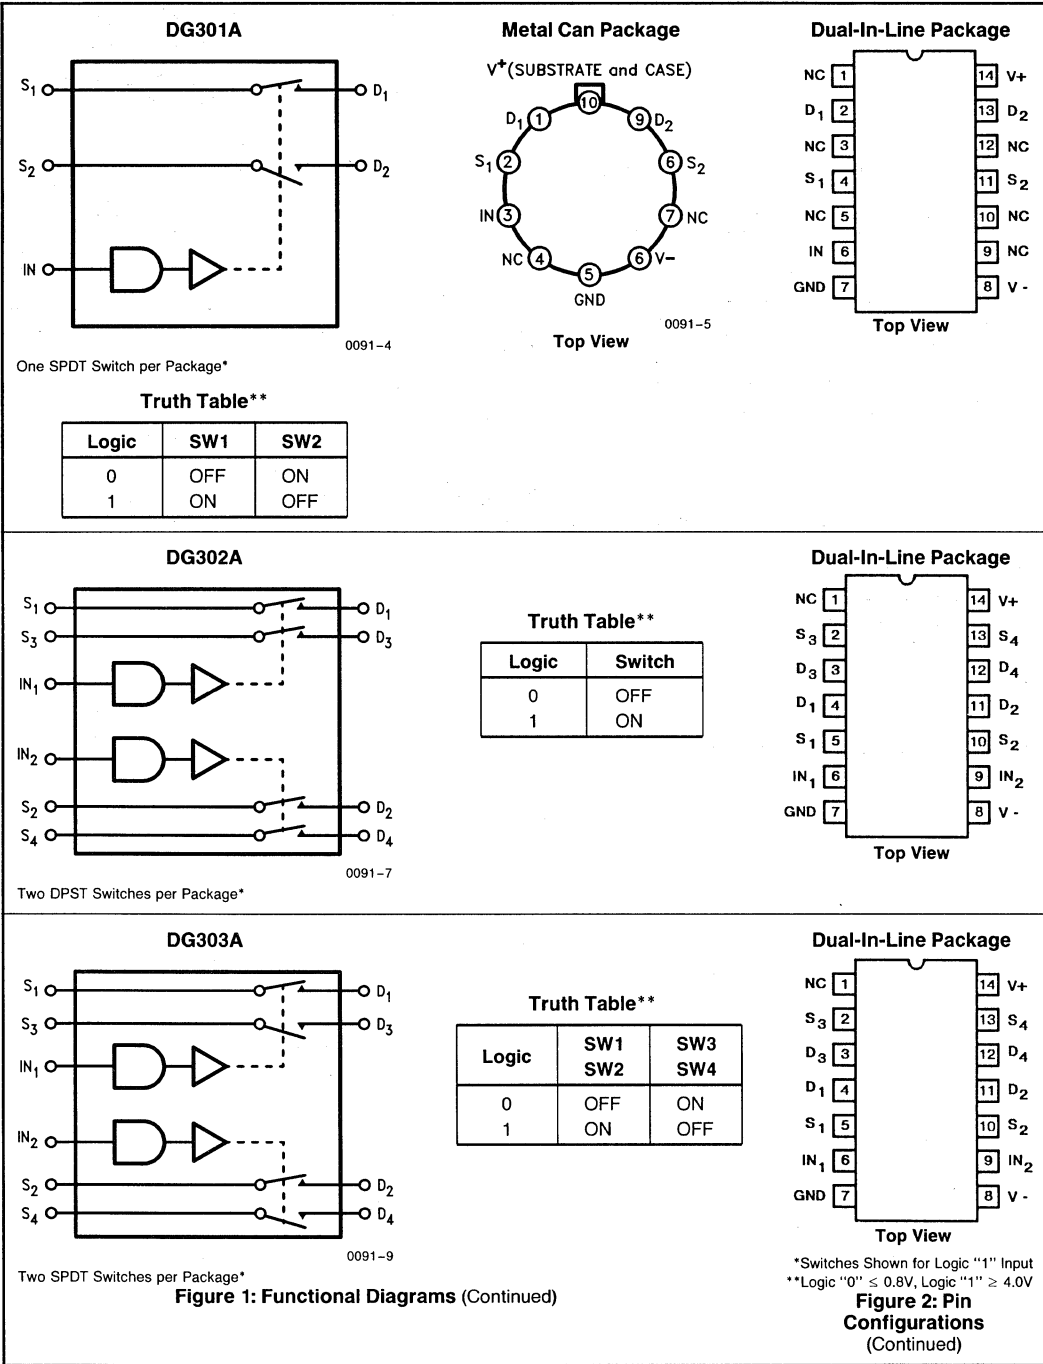 DG301A
S1
D1
S2
D2
IN
0091-4
One SPDT Switch per Package*
Metal Can Package
V+(SUBSTRATE and CASE)
10
D1 1
9 D2
S1 2
6 S2
IN 3
7 NC
NC 4
6 V-
5
GND
0091-5
Top View
Dual-In-Line Package
NC 1
14 V+
D1 2
13 D2
NC 3
12 NC
S1 4
11 S2
NC 5
10 NC
IN 6
9 NC
GND 7
8 V -
Top View
Truth Table**
Logic SW1 SW2
0 OFF ON
1 ON OFF
DG302A
S1
D1
S3
D3
IN1
IN2
S2
D2
S4
D4
0091-7
Two DPST Switches per Package*
Truth Table**
Logic Switch
0 OFF
1 ON
Dual-In-Line Package
NC 1
14 V+
S3 2
13 S4
D3 3
12 D4
D1 4
11 D2
S1 5
10 S2
IN1 6
9 IN2
GND 7
8 V -
Top View
DG303A
S1
D1
S3
D3
IN1
IN2
S2
D2
S4
D4
0091-9
Two SPDT Switches per Package*
Truth Table**
Logic SW1 SW2 SW3 SW4
0 OFF ON
1 ON OFF
Dual-In-Line Package
NC 1
14 V+
S3 2
13 S4
D3 3
12 D4
D1 4
11 D2
S1 5
10 S2
IN1 6
9 IN2
GND 7
8 V -
Top View
*Switches Shown for Logic "1" Input
**Logic "0" ≤ 0.8V, Logic "1" ≥ 4.0V
Figure 1: Functional Diagrams (Continued)
Figure 2: Pin
Configurations
(Continued)